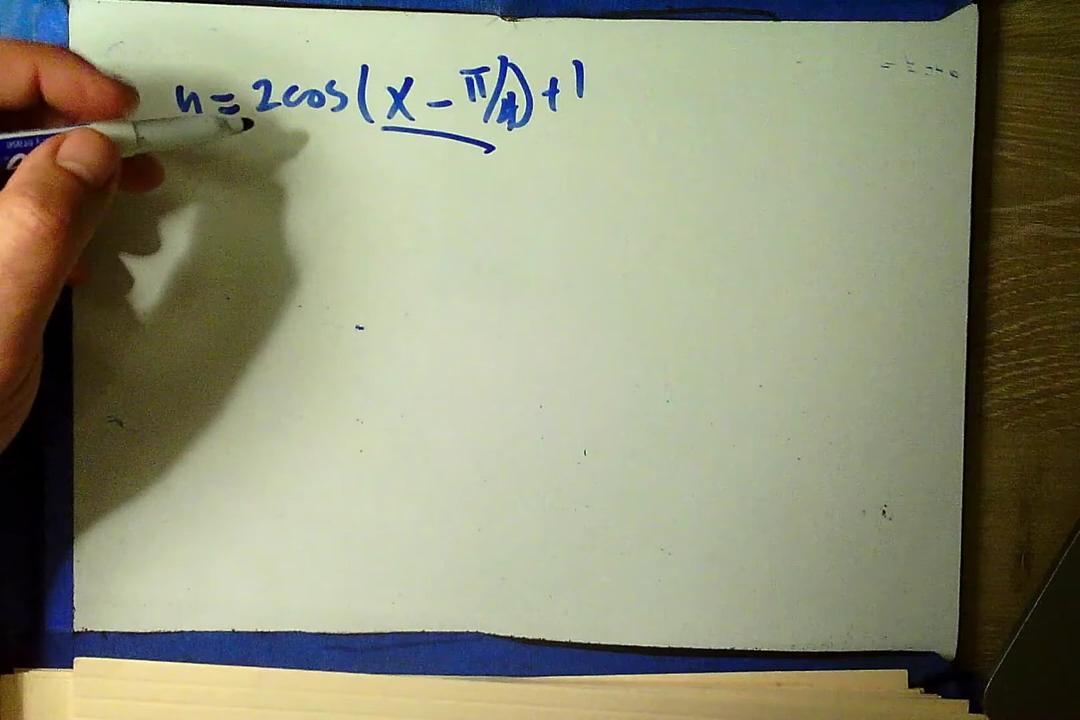 y = 2cos(x - π/4) + 1